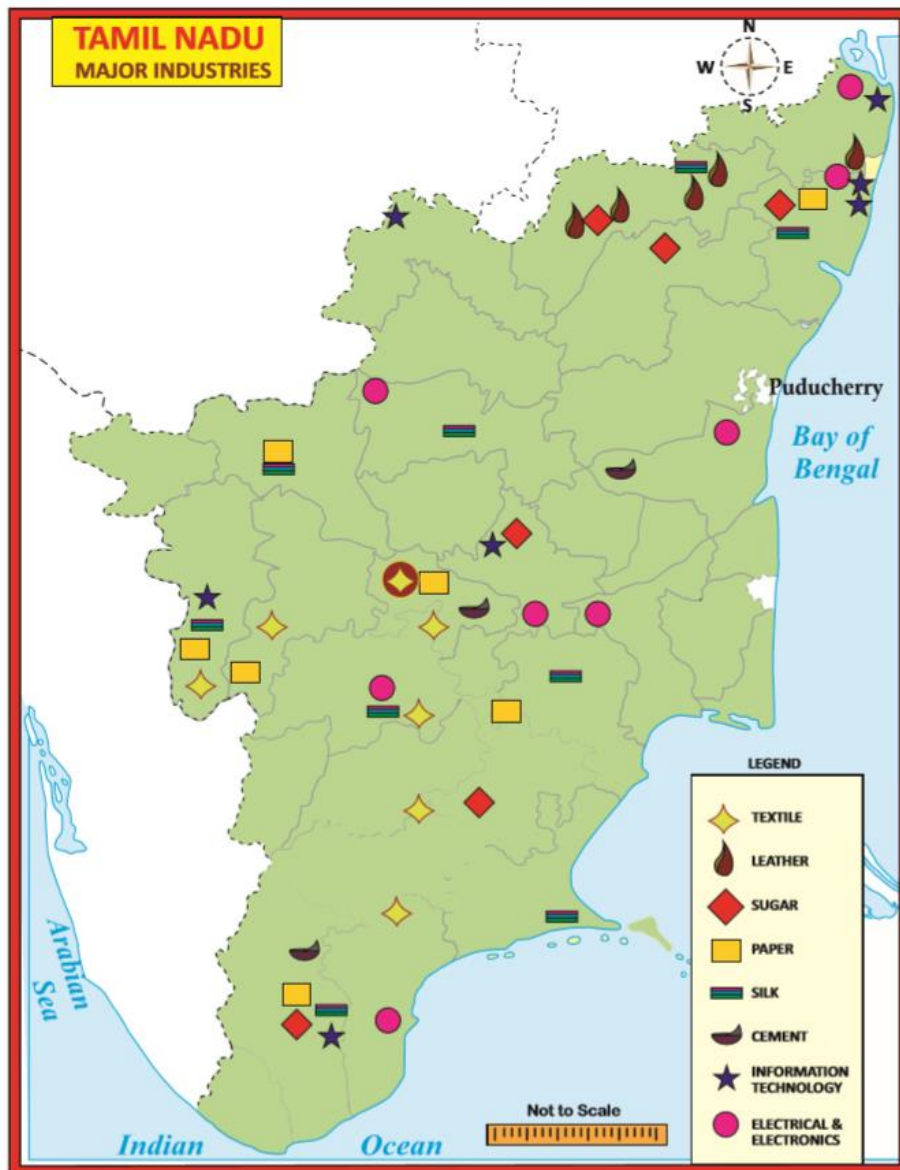 TAMIL NADU
MAJOR INDUSTRIES
N
W
E
S
Puducherry
Bay of
Bengal
Arabian
Sea
Indian
Ocean
Not to Scale
LEGEND
TEXTILE
LEATHER
SUGAR
PAPER
SILK
CEMENT
INFORMATION
TECHNOLOGY
ELECTRICAL &
ELECTRONICS